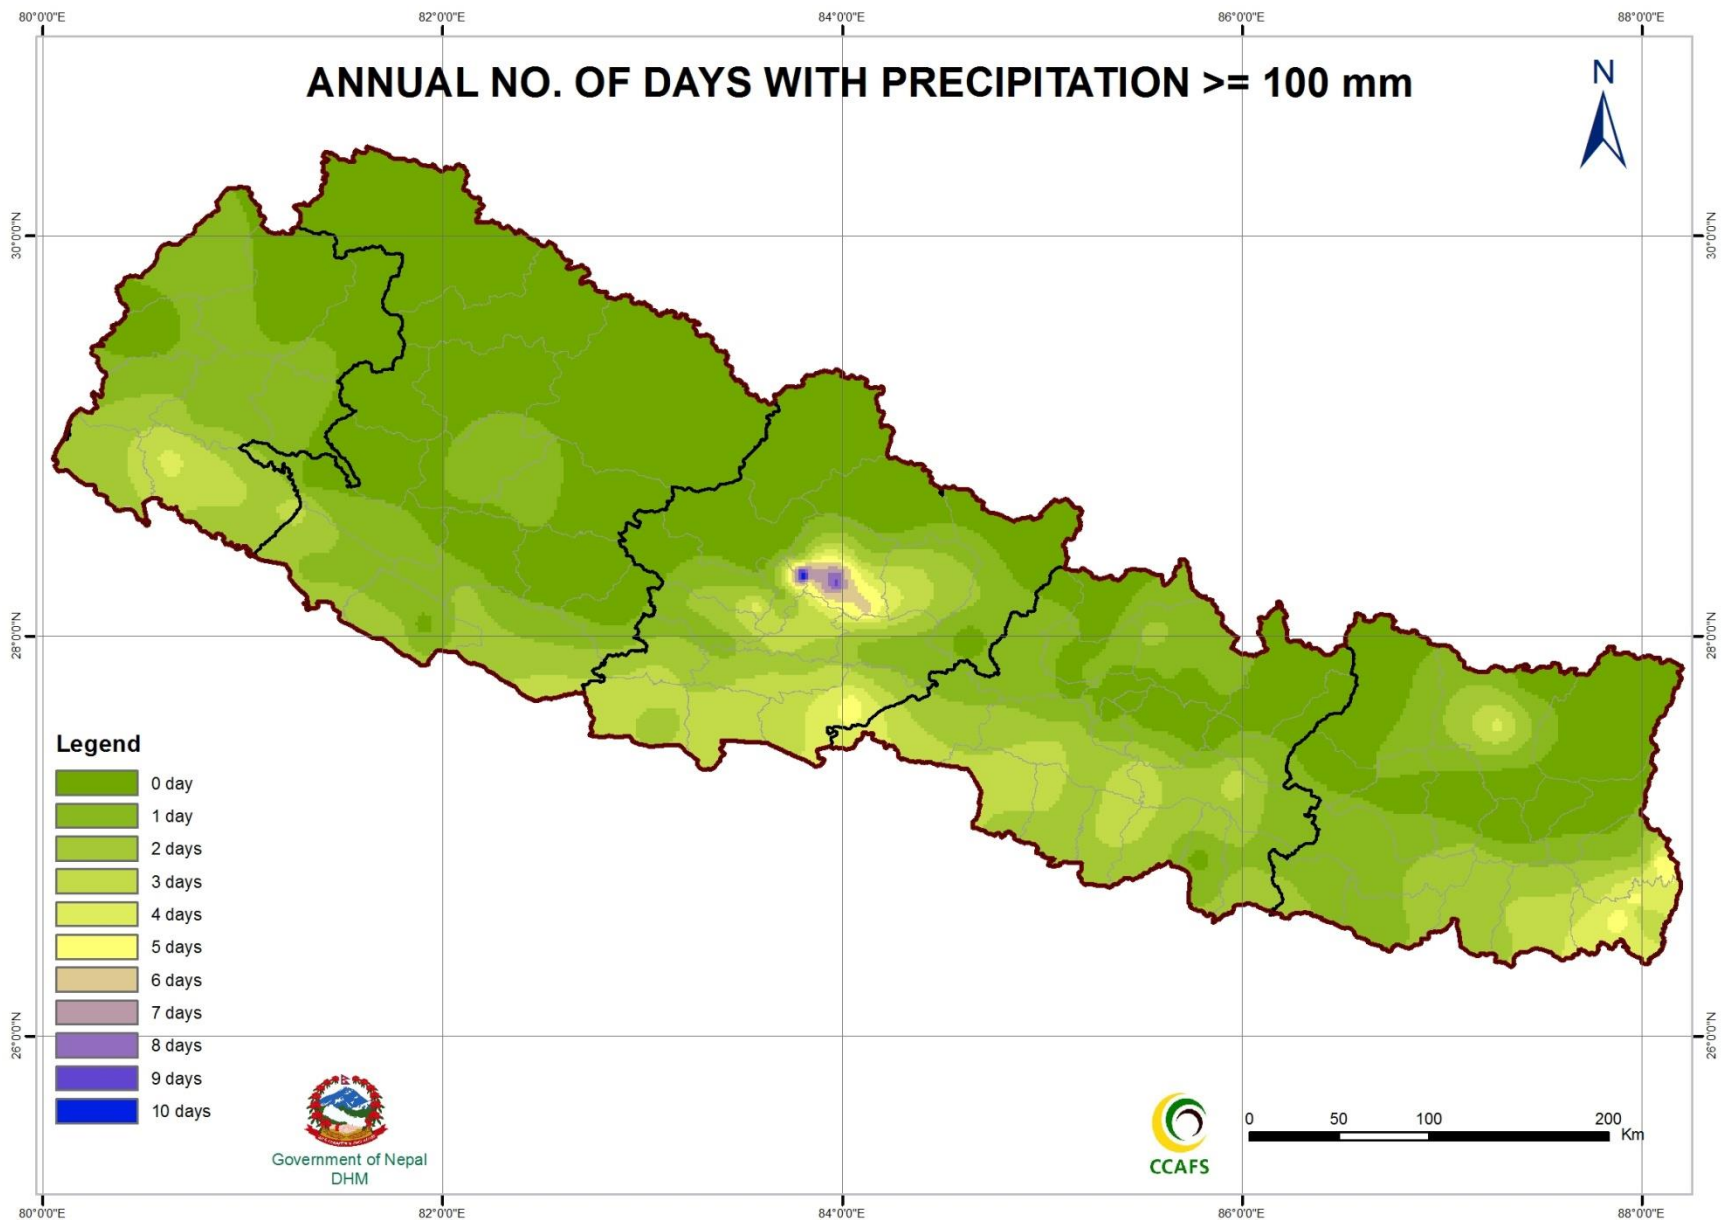 80°0'0"E 82°0'0"E 84°0'0"E 86°0'0"E 88°0'0"E
ANNUAL NO. OF DAYS WITH PRECIPITATION >= 100 mm
N
30°0'0"N 30°0'0"N
28°0'0"N 28°0'0"N
Legend
0 day
1 day
2 days
3 days
4 days
5 days
6 days
7 days
8 days
9 days
10 days
26°0'0"N 26°0'0"N
Government of Nepal
DHM
CCAFS
0 50 100 200
Km
80°0'0"E 82°0'0"E 84°0'0"E 86°0'0"E 88°0'0"E